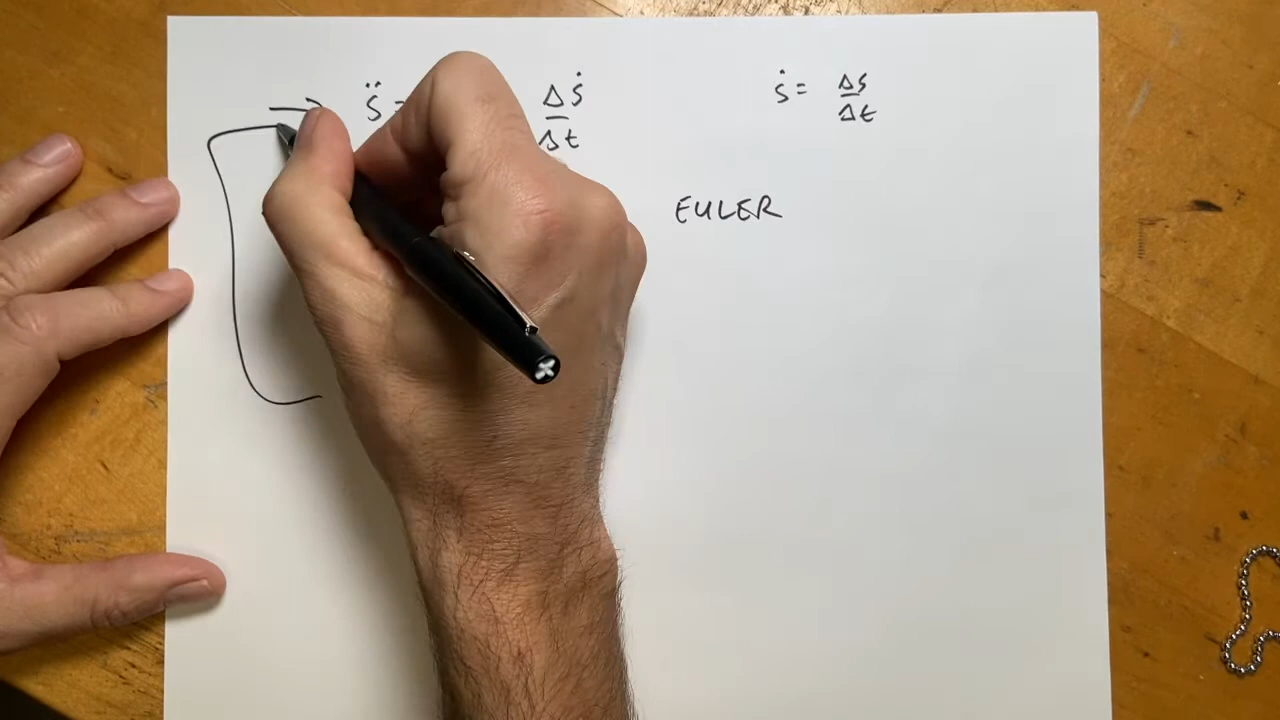 s̈ = Δṡ/Δt
ṡ = Δs/Δt
EULER